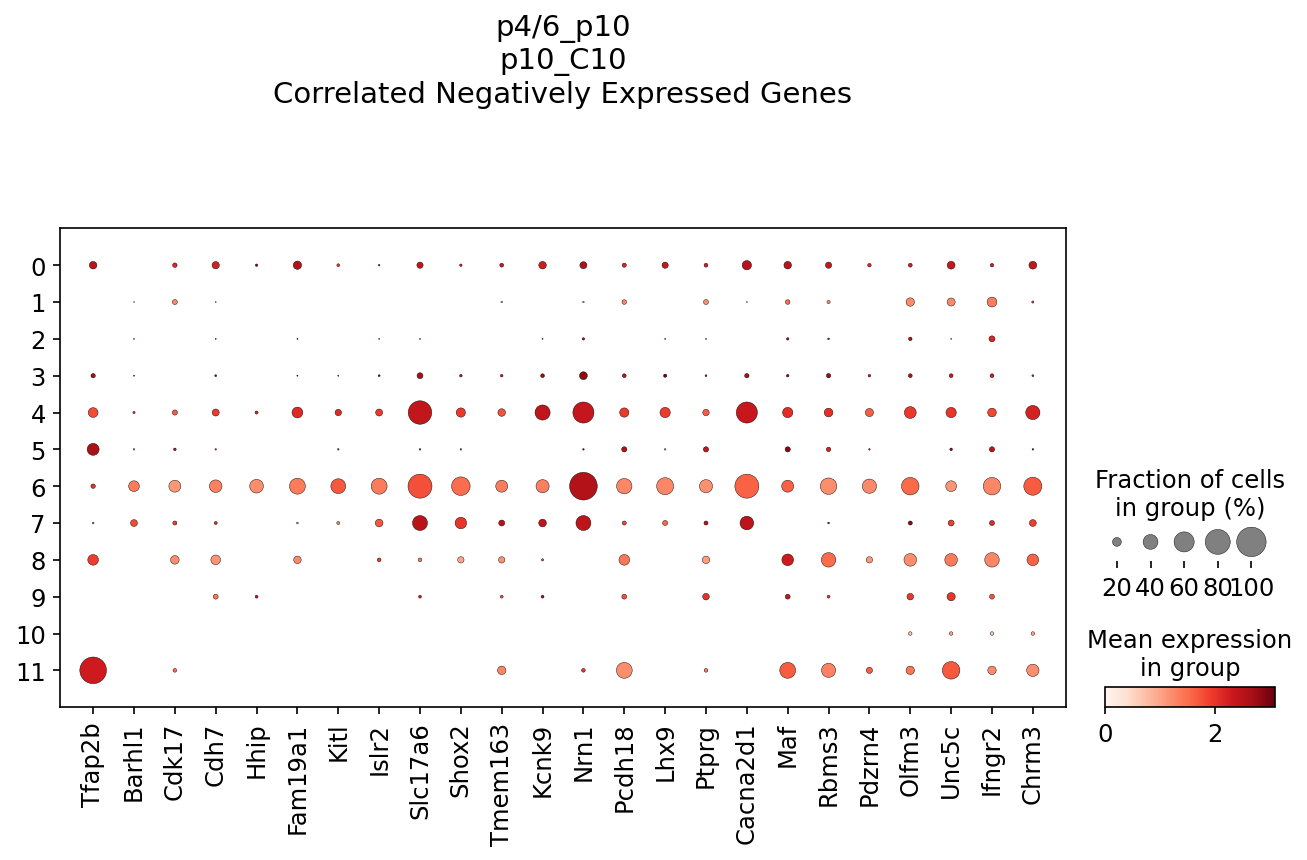 p4/6_p10
p10_C10
Correlated Negatively Expressed Genes
0
1
2
3
4
5
6
7
8
9
10
11
Tfap2b
Barhl1
Cdk17
Cdh7
Hhip
Fam19a1
Kitl
Islr2
Slc17a6
Shox2
Tmem163
Kcnk9
Nrn1
Pcdh18
Lhx9
Ptprg
Cacna2d1
Maf
Rbms3
Pdzrn4
Olfm3
Unc5c
Ifngr2
Chrm3
Fraction of cells
in group (%)
20 40 60 80 100
Mean expression
in group
0 2